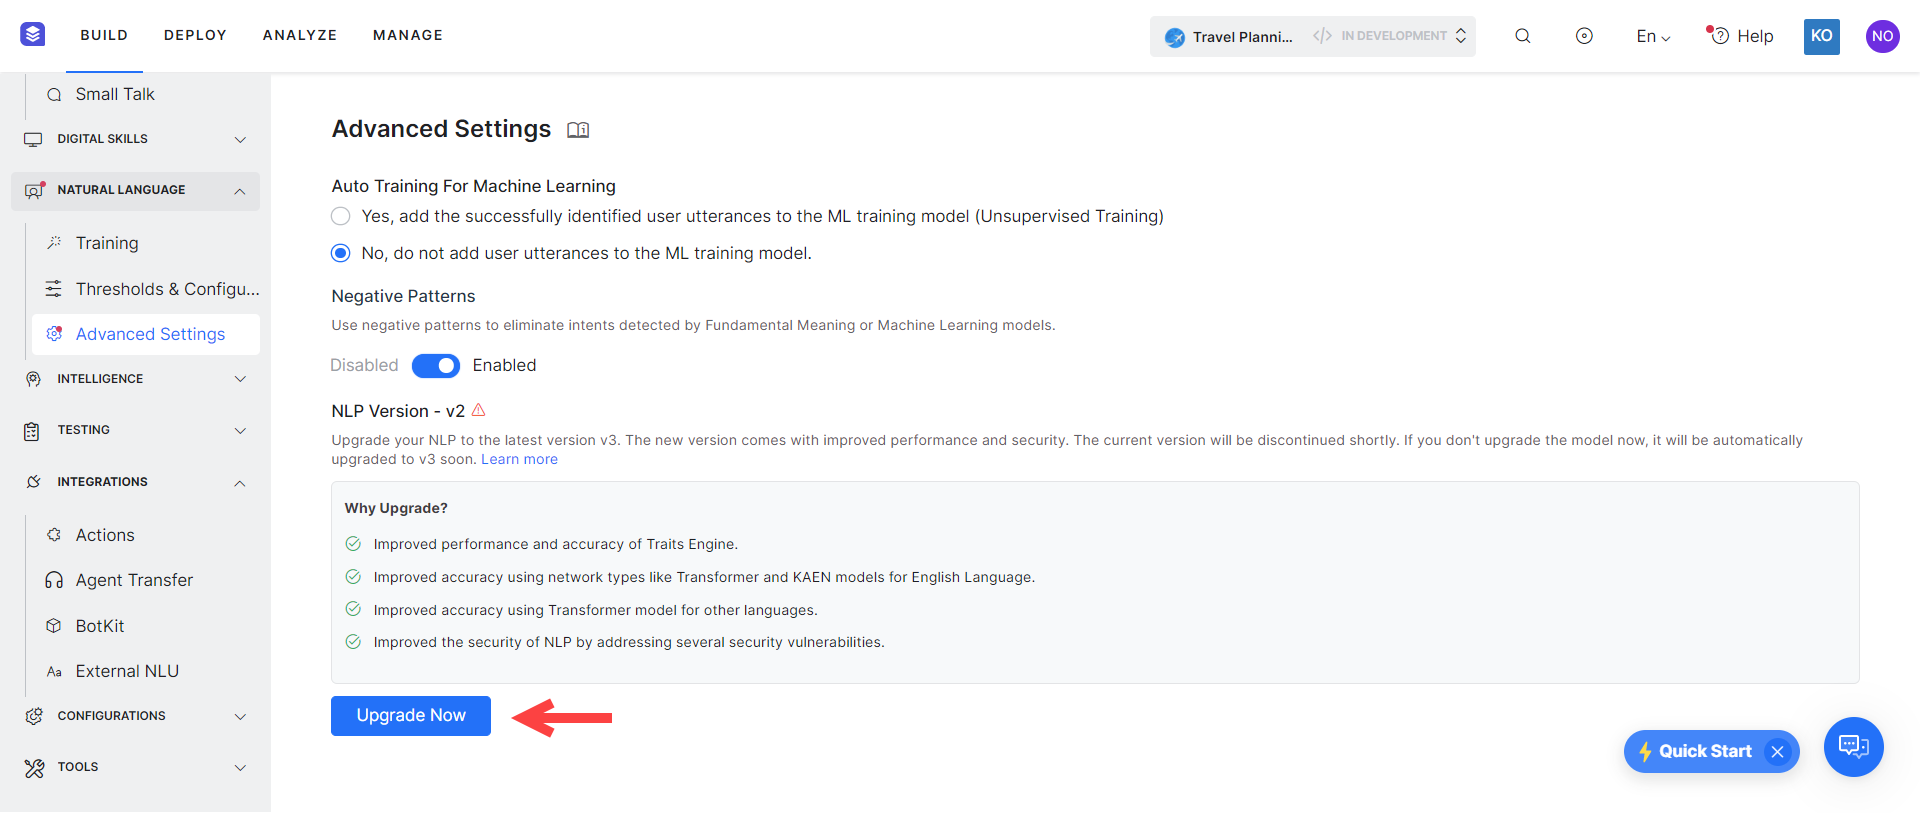 BUILD DEPLOY ANALYZE MANAGE
Travel Planni... </> IN DEVELOPMENT
En
Help
KO
NO
Small Talk
DIGITAL SKILLS
NATURAL LANGUAGE
Training
Thresholds & Configu...
Advanced Settings
INTELLIGENCE
TESTING
INTEGRATIONS
Actions
Agent Transfer
BotKit
Aa External NLU
CONFIGURATIONS
TOOLS
Advanced Settings
Auto Training For Machine Learning
Yes, add the successfully identified user utterances to the ML training model (Unsupervised Training)
No, do not add user utterances to the ML training model.
Negative Patterns
Use negative patterns to eliminate intents detected by Fundamental Meaning or Machine Learning models.
Disabled Enabled
NLP Version - v2
Upgrade your NLP to the latest version v3. The new version comes with improved performance and security. The current version will be discontinued shortly. If you don't upgrade the model now, it will be automatically
upgraded to v3 soon. Learn more
Why Upgrade?
Improved performance and accuracy of Traits Engine.
Improved accuracy using network types like Transformer and KAEN models for English Language.
Improved accuracy using Transformer model for other languages.
Improved the security of NLP by addressing several security vulnerabilities.
Upgrade Now
Quick Start